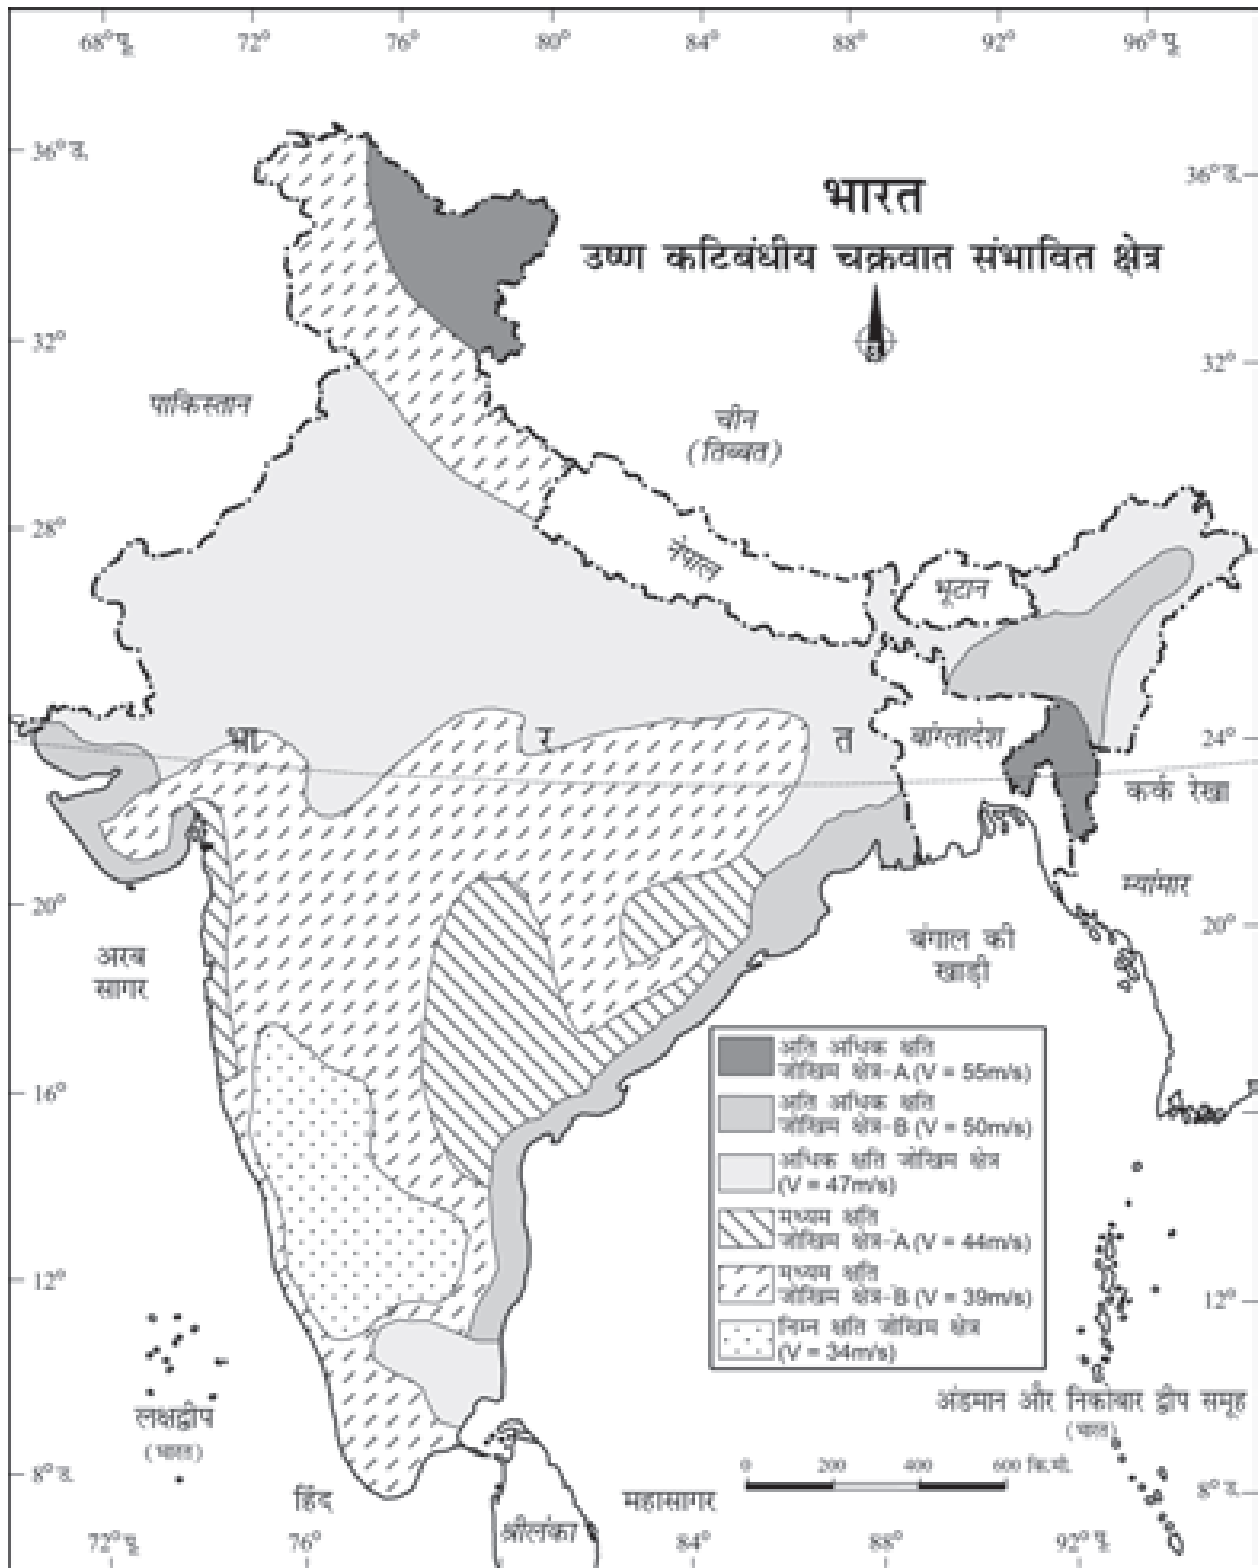 68° पू. 72° 76° 80° 84° 88° 92° 96° पू.
36° उ. 36° उ.
भारत
उष्ण कटिबंधीय चक्रवात संभावित क्षेत्र
32° 32°
पाकिस्तान
चीन
(तिब्बत)
28°
नेपाल
भूटान
भा र त
बांग्लादेश
24°
कर्क रेखा
म्यांमार
20° 20°
अरब
सागर
बंगाल की
खाड़ी
अति अधिक क्षति
जोखिम क्षेत्र-A (V = 55m/s)
अति अधिक क्षति
जोखिम क्षेत्र-B (V = 50m/s)
अधिक क्षति जोखिम क्षेत्र
(V = 47m/s)
मध्यम क्षति
जोखिम क्षेत्र-A (V = 44m/s)
मध्यम क्षति
जोखिम क्षेत्र-B (V = 39m/s)
निम्न क्षति जोखिम क्षेत्र
(V = 34m/s)
16°
12° 12°
लक्षद्वीप
(भारत)
अंडमान और निकोबार द्वीप समूह
(भारत)
0 200 400 600 कि.मी.
8° उ. 8° उ.
हिंद महासागर
श्रीलंका
72° पू. 76° 84° 88° 92° पू.